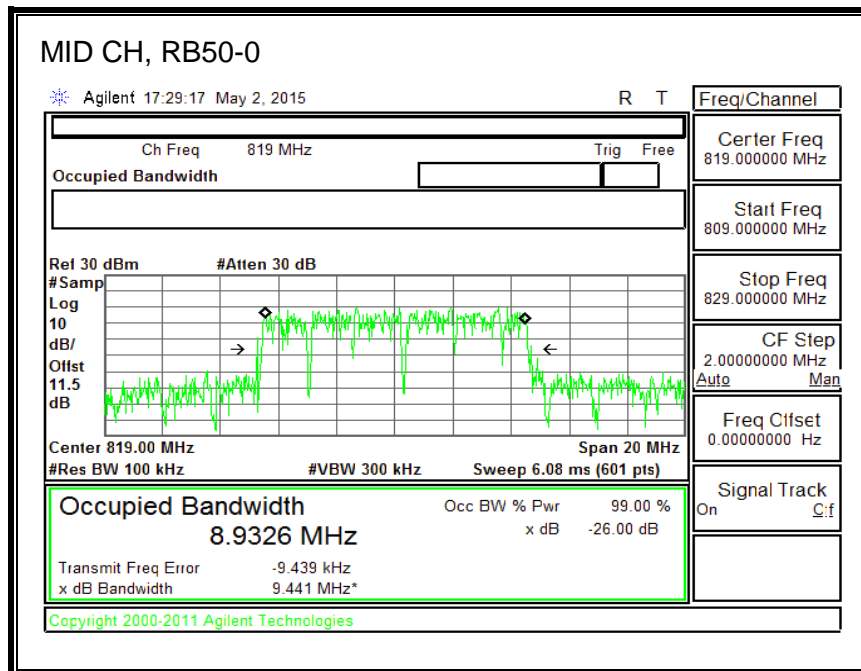 MID CH, RB50-0
Agilent 17:29:17 May 2, 2015 R T
Freq/Channel
Ch Freq 819 MHz Trig Free
Occupied Bandwidth
Center Freq
819.000000 MHz
Start Freq
809.000000 MHz
Stop Freq
829.000000 MHz
CF Step
2.00000000 MHz
Auto Man
Freq Offset
0.00000000 Hz
Signal Track
On Off
Ref 30 dBm #Atten 30 dB
#Samp
Log
10
dB/
Offst
11.5
dB
Center 819.00 MHz Span 20 MHz
#Res BW 100 kHz #VBW 300 kHz Sweep 6.08 ms (601 pts)
Occupied Bandwidth Occ BW % Pwr 99.00 %
8.9326 MHz x dB -26.00 dB
Transmit Freq Error -9.439 kHz
x dB Bandwidth 9.441 MHz*
Copyright 2000-2011 Agilent Technologies